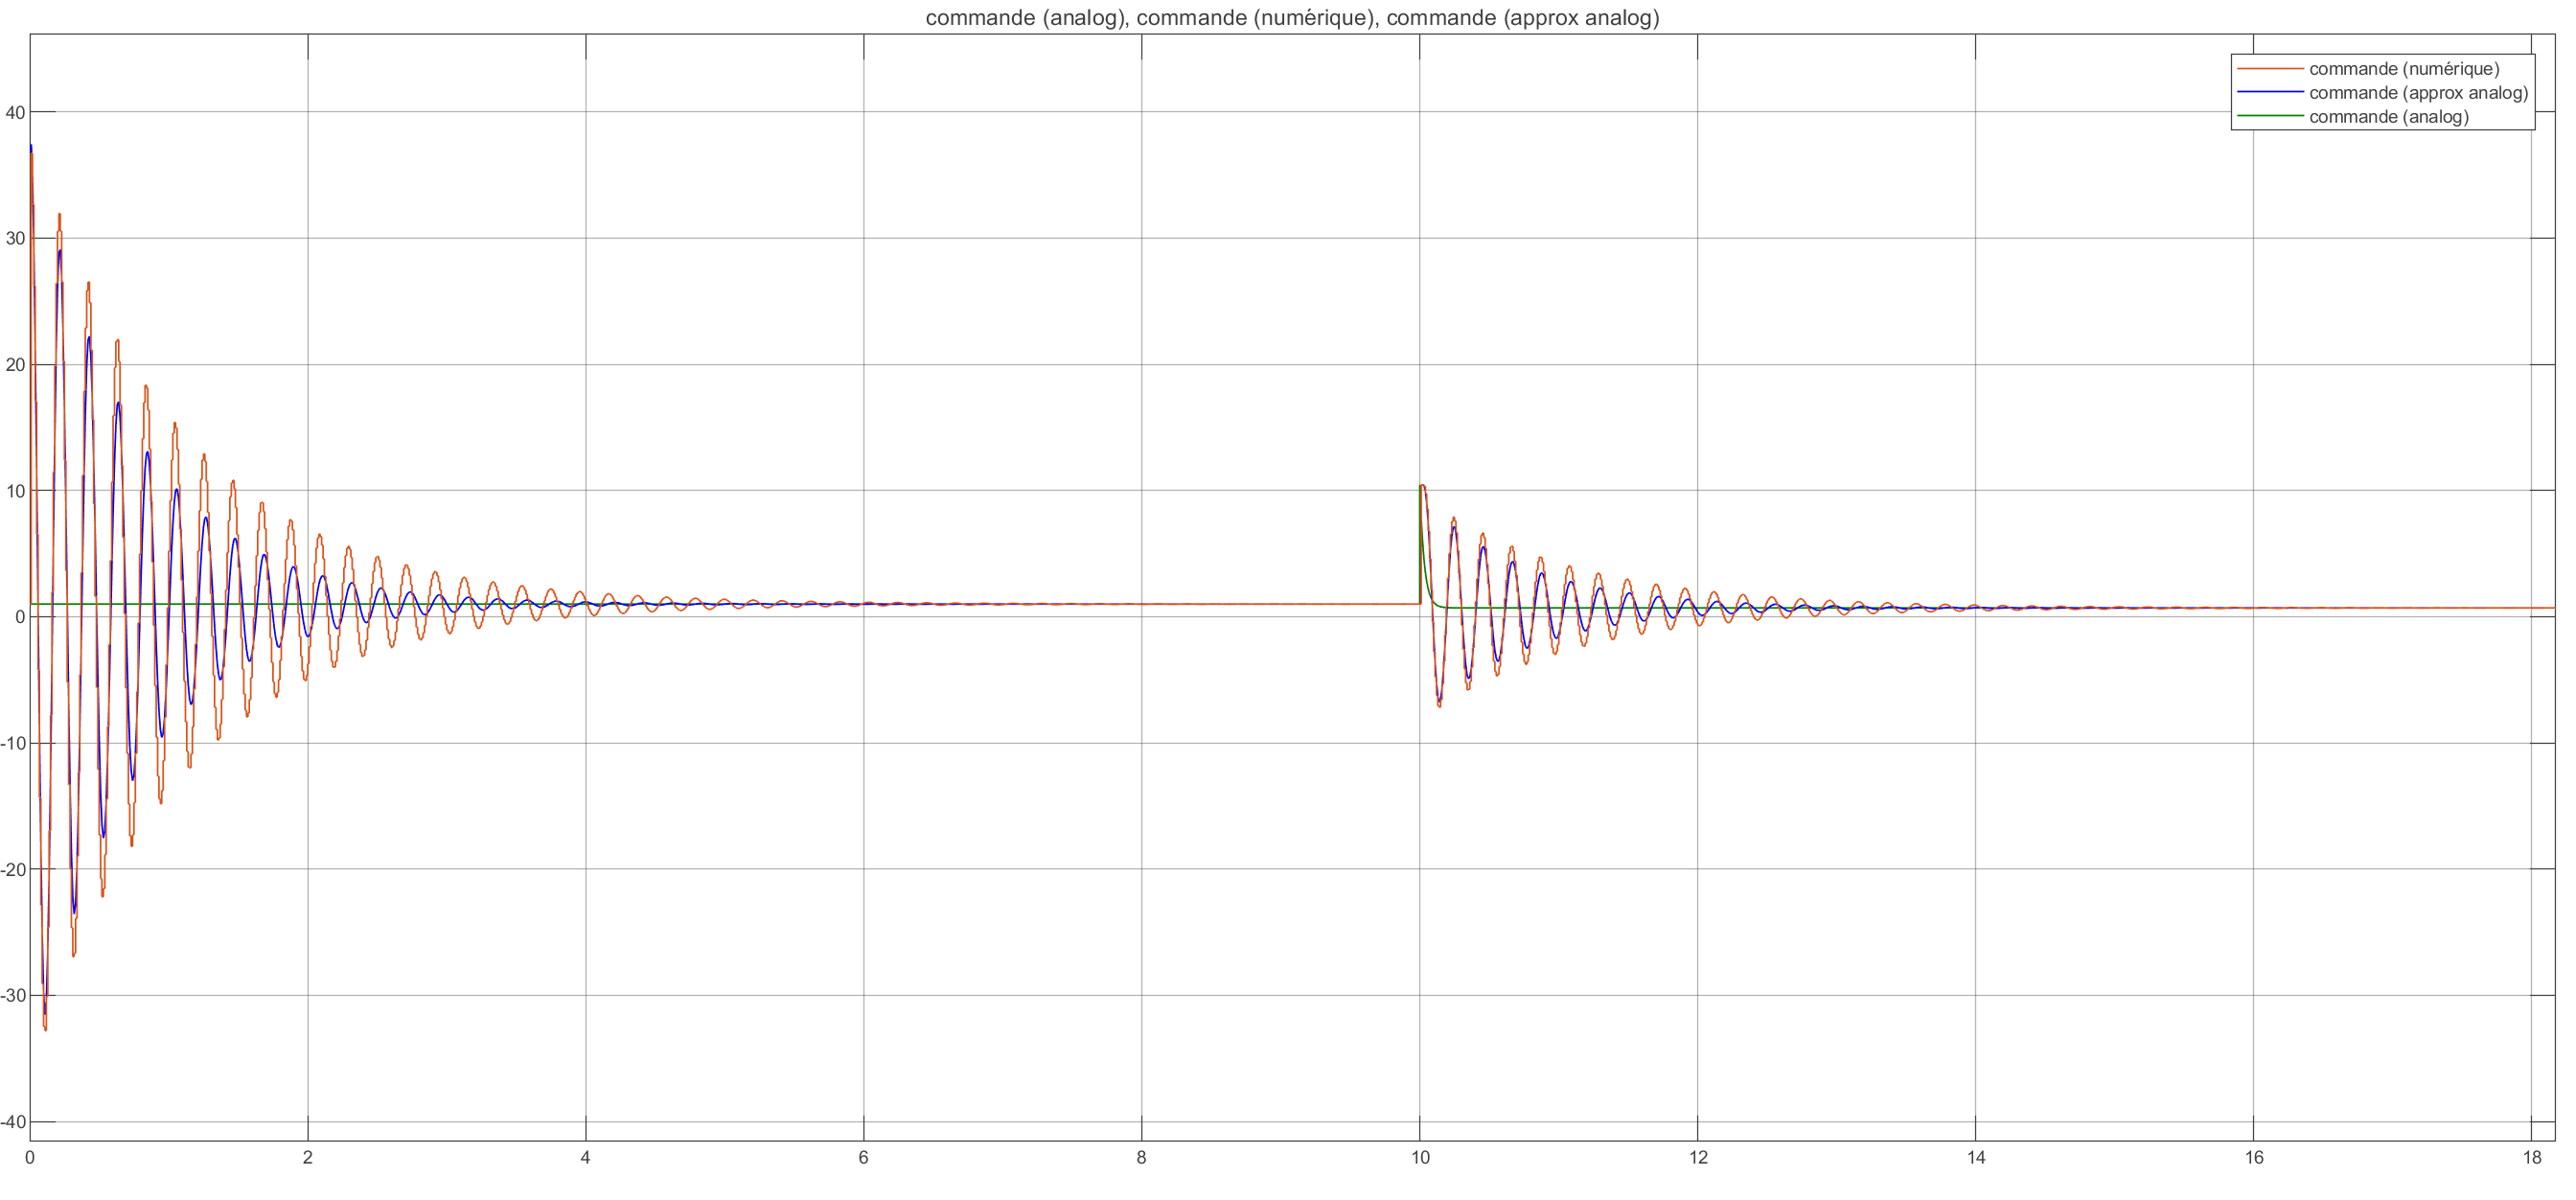 commande (analog), commande (numérique), commande (approx analog)
commande (numérique)
commande (approx analog)
commande (analog)
40
30
20
10
0
-10
-20
-30
-40
0 2 4 6 8 10 12 14 16 18